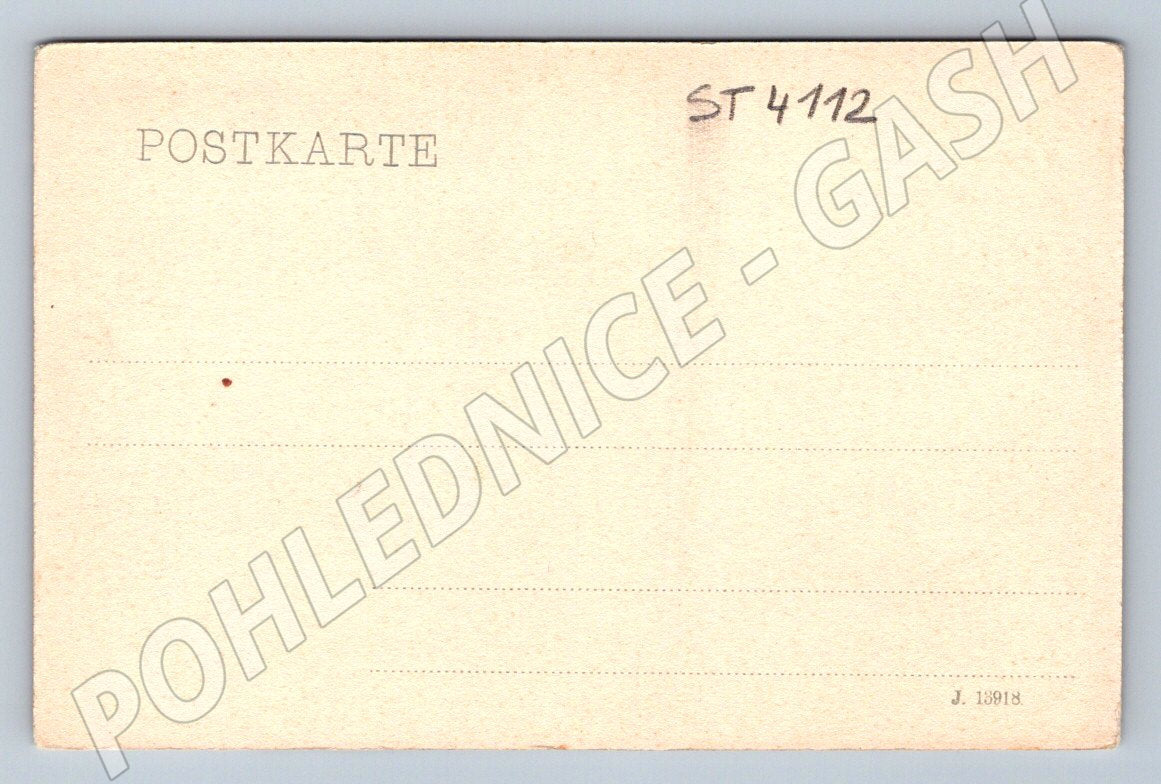 ST 4112
POSTKARTE
POHLEDNICE - GASH
J. 13918.